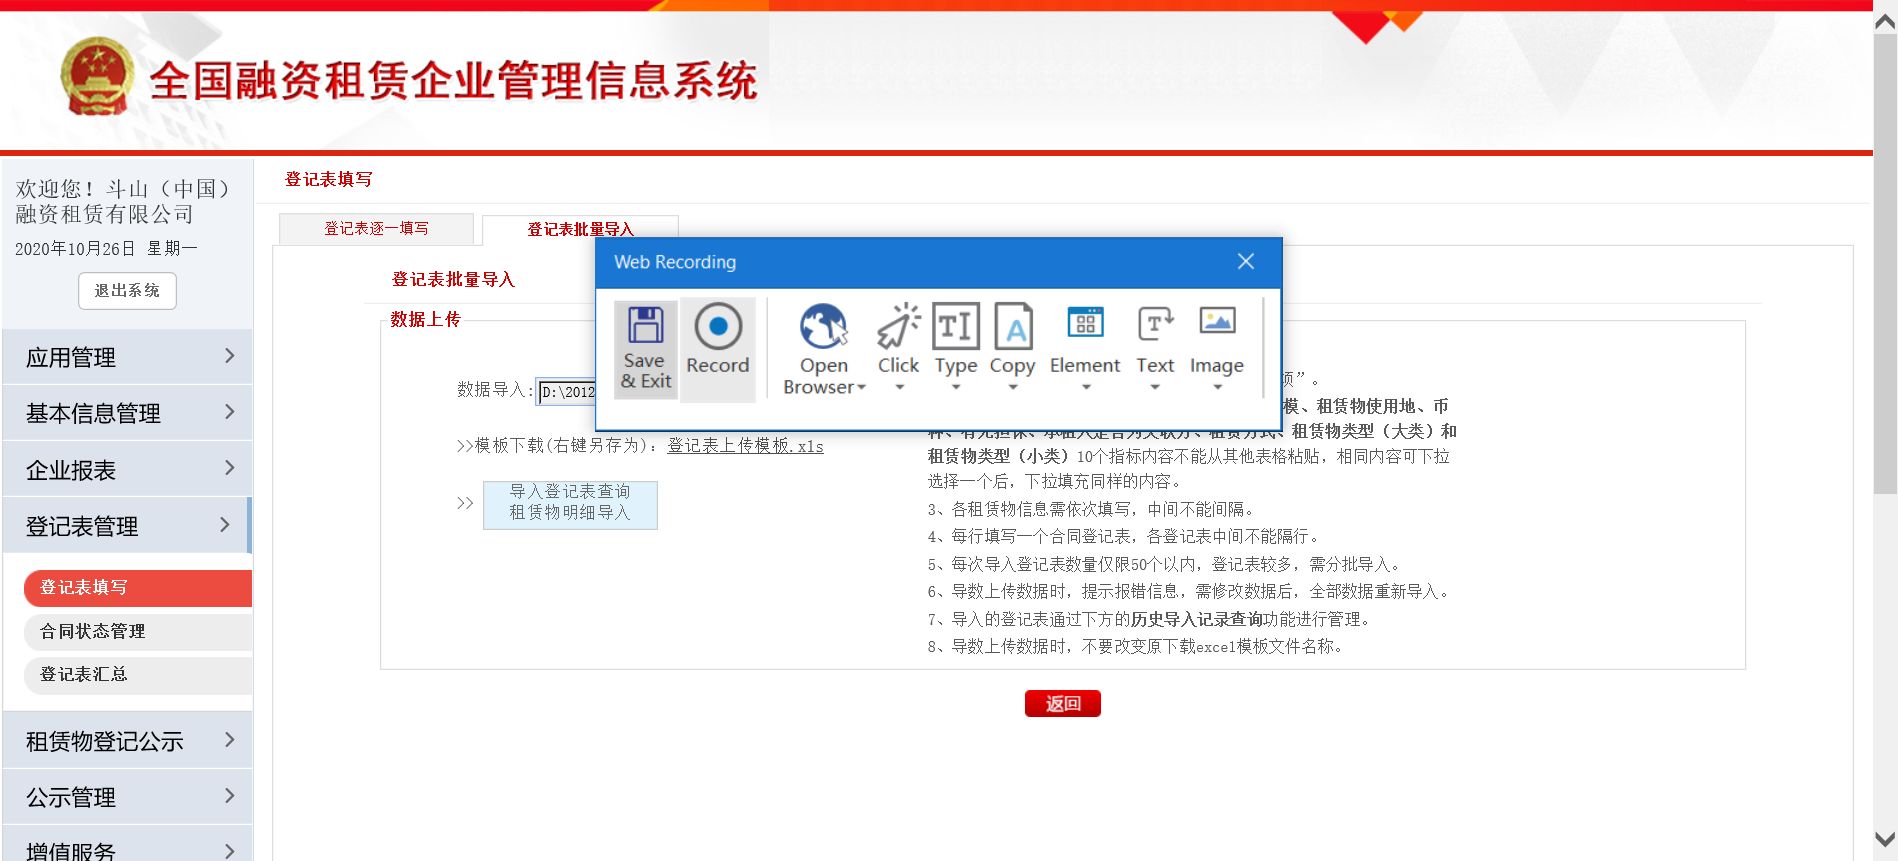 全国融资租赁企业管理信息系统
欢迎您！斗山（中国）
融资租赁有限公司
2020年10月26日 星期一
退出系统
应用管理
基本信息管理
企业报表
登记表管理
登记表填写
合同状态管理
登记表汇总
租赁物登记公示
公示管理
增值服务
登记表填写
登记表逐一填写
登记表批量导入
登记表批量导入
数据上传
数据导入:
D:\2012
>>模板下载(右键另存为)：登记表上传模板.xls
>>
导入登记表查询
租赁物明细导入
Web Recording
Save
& Exit
Record
Open
Browser
Click
Type
Copy
Element
Text
Image
”。
模、租赁物使用地、币
种、有无担保、承租人是否为关联方、租赁方式、租赁物类型（大类）和
租赁物类型（小类）10个指标内容不能从其他表格粘贴，相同内容可下拉
选择一个后，下拉填充同样的内容。
3、各租赁物信息需依次填写，中间不能间隔。
4、每行填写一个合同登记表，各登记表中间不能隔行。
5、每次导入登记表数量仅限50个以内，登记表较多，需分批导入。
6、导数上传数据时，提示报错信息，需修改数据后，全部数据重新导入。
7、导入的登记表通过下方的历史导入记录查询功能进行管理。
8、导数上传数据时，不要改变原下载excel模板文件名称。
返回